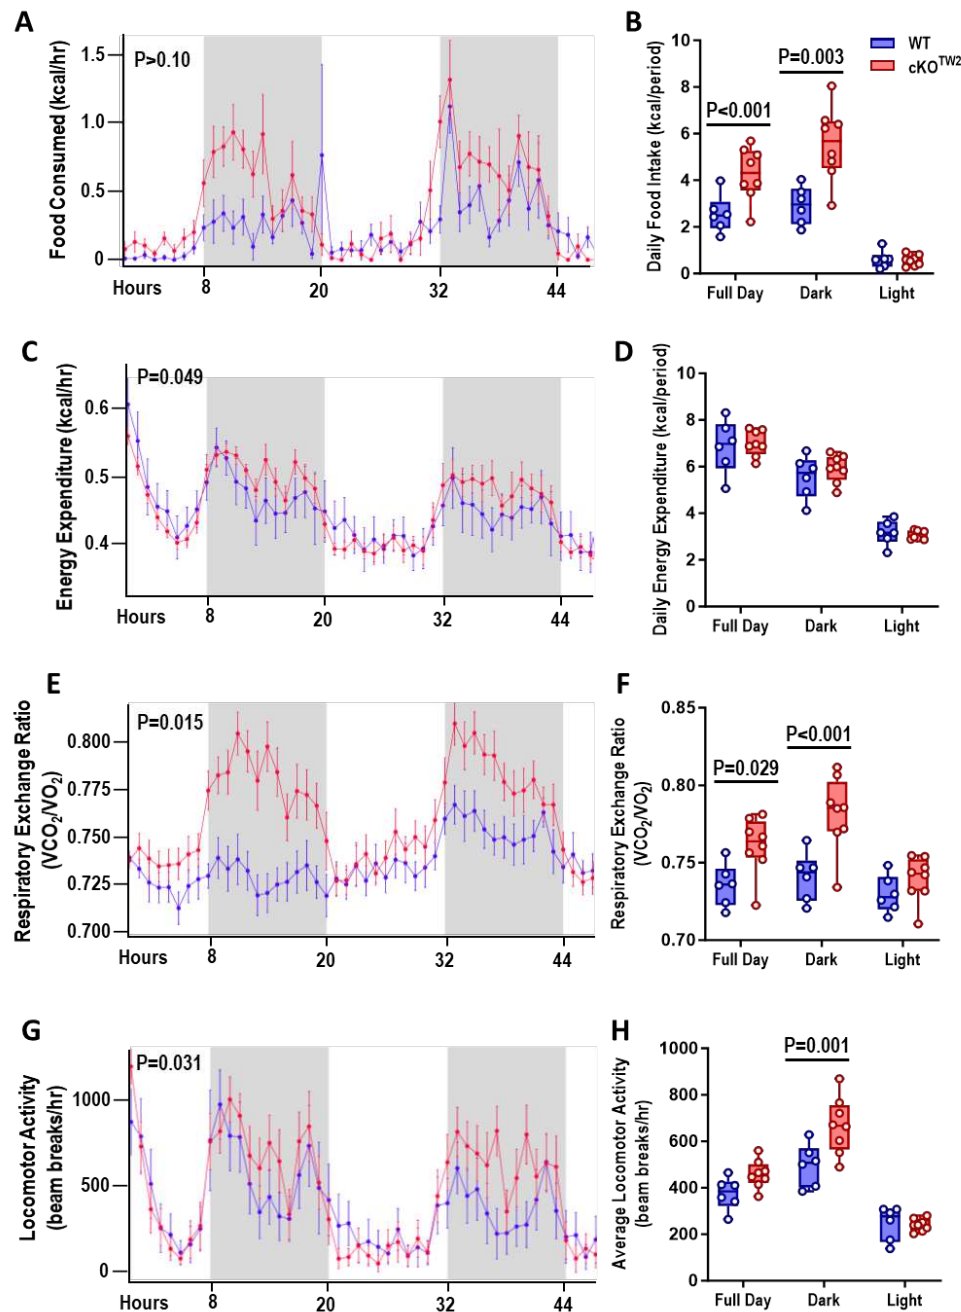 A
Food Consumed (kcal/hr)
P>0.10
1.5
1.0
0.5
0
Hours
8
20
32
44
B
Daily Food Intake (kcal/period)
10
8
6
4
2
0
P<0.001
P=0.003
WT
cKO^TW2
Full Day
Dark
Light
C
Energy Expenditure (kcal/hr)
P=0.049
0.6
0.5
0.4
Hours
8
20
32
44
D
Daily Energy Expenditure (kcal/period)
10
8
6
4
2
0
Full Day
Dark
Light
E
Respiratory Exchange Ratio
(VCO₂/VO₂)
P=0.015
0.800
0.775
0.750
0.725
0.700
Hours
8
20
32
44
F
Respiratory Exchange Ratio
(VCO₂/VO₂)
0.85
0.80
0.75
0.70
P=0.029
P<0.001
Full Day
Dark
Light
G
Locomotor Activity
(beam breaks/hr)
P=0.031
1000
500
0
Hours
8
20
32
44
H
Average Locomotor Activity
(beam breaks/hr)
1000
800
600
400
200
0
P=0.001
Full Day
Dark
Light